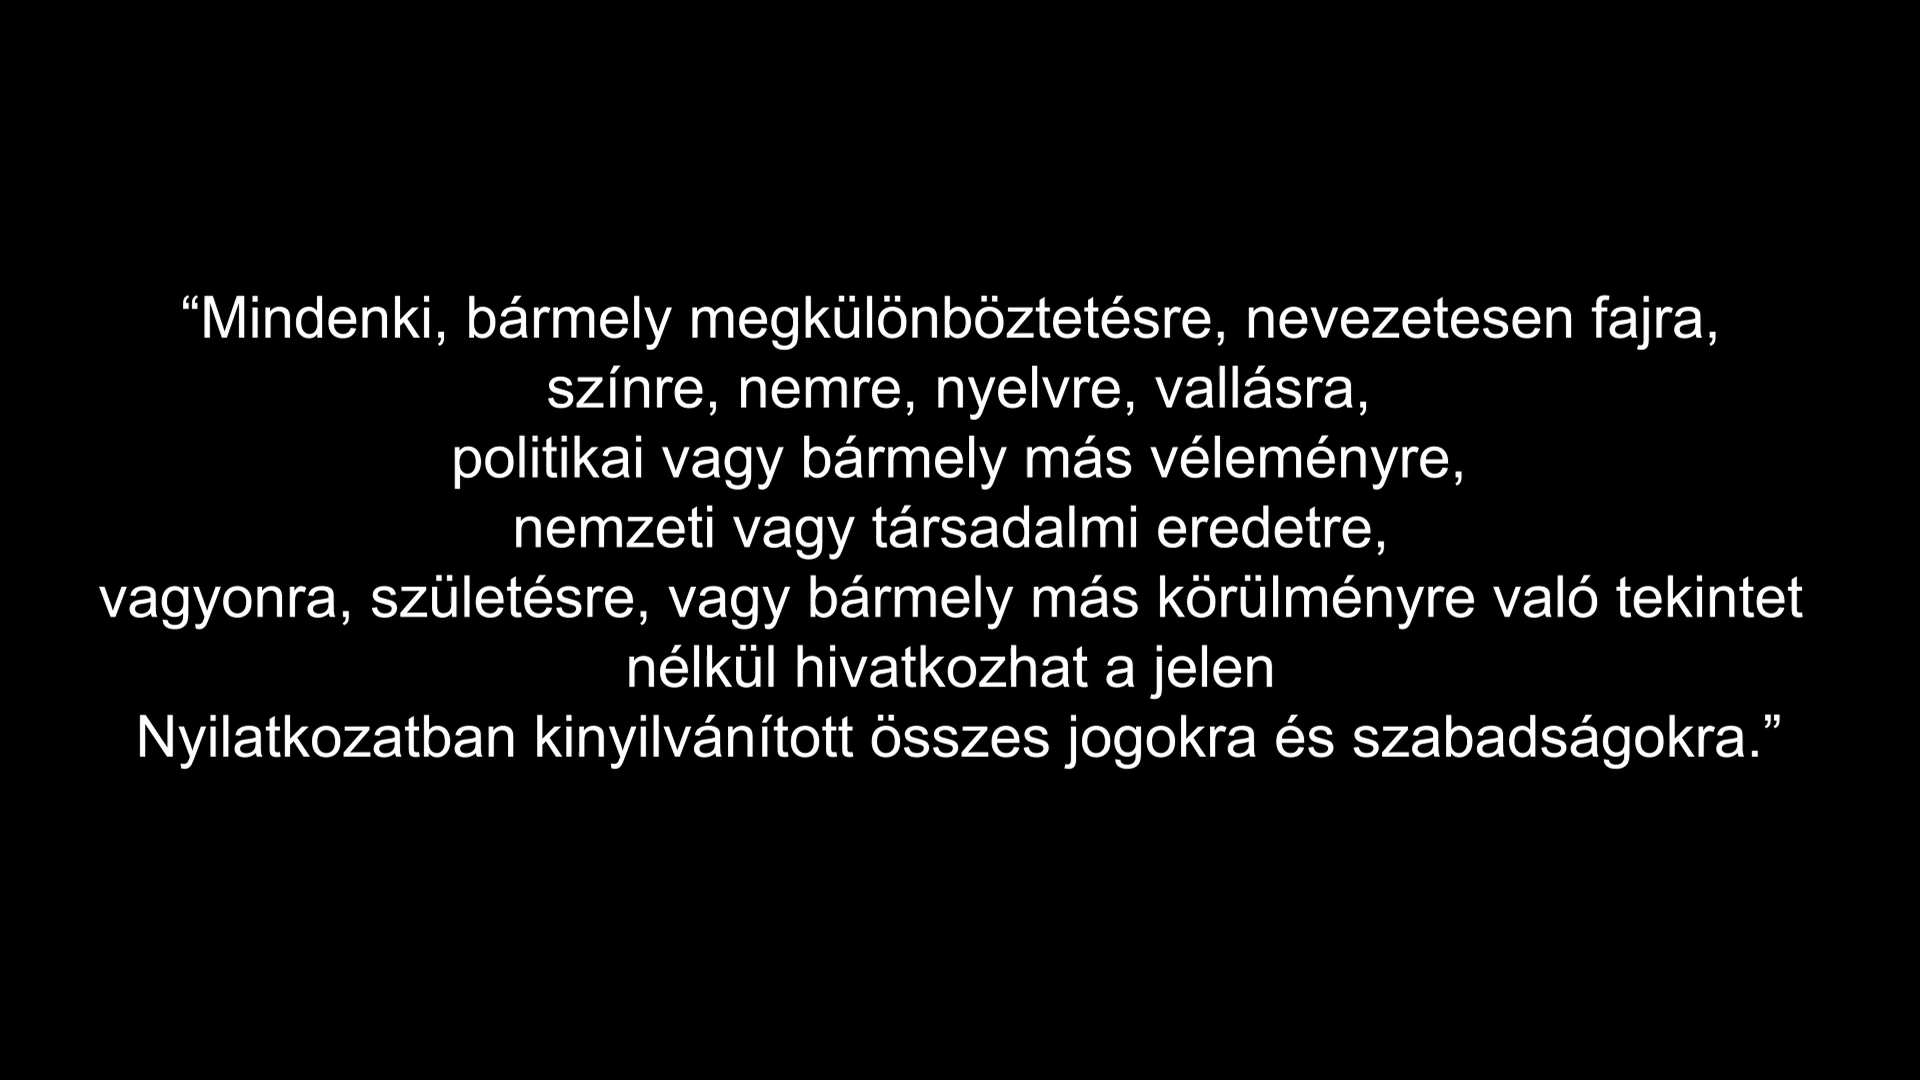 “Mindenki, bármely megkülönböztetésre, nevezetesen fajra,
színre, nemre, nyelvre, vallásra,
politikai vagy bármely más véleményre,
nemzeti vagy társadalmi eredetre,
vagyonra, születésre, vagy bármely más körülményre való tekintet
nélkül hivatkozhat a jelen
Nyilatkozatban kinyilvánított összes jogokra és szabadságokra.”